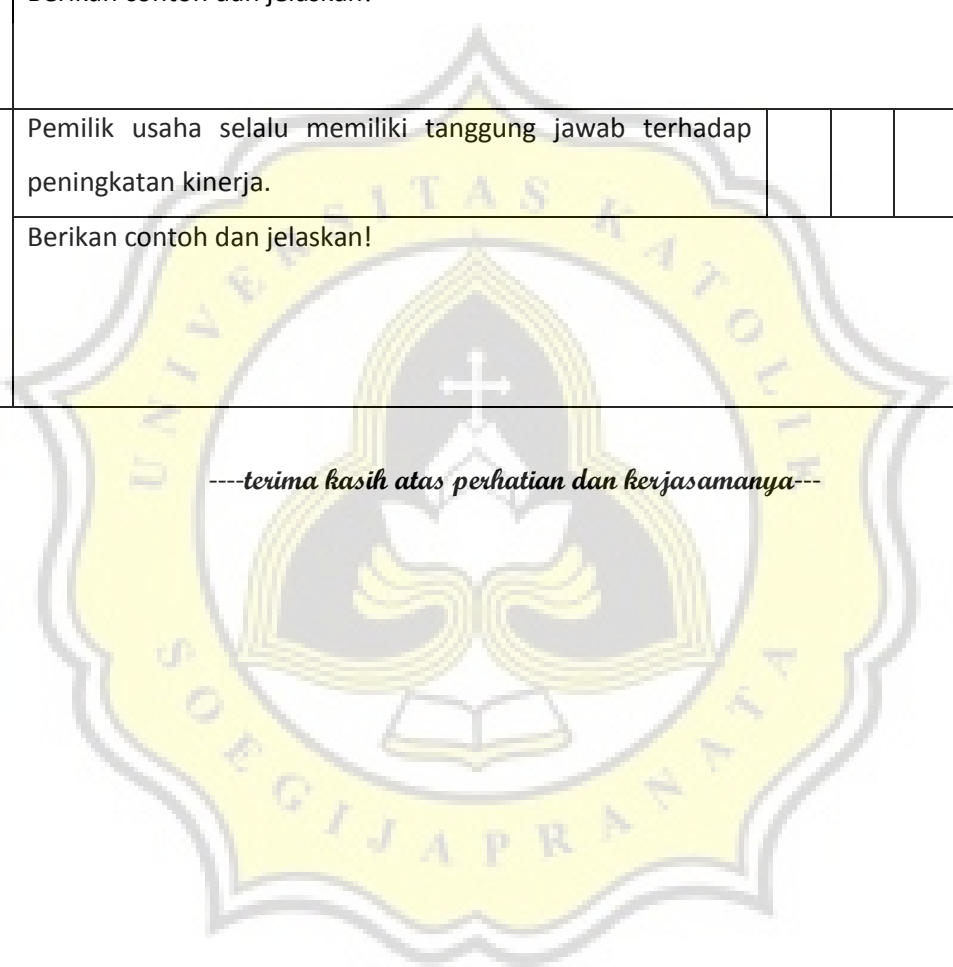 Berikan contoh dan jelaskan!
Pemilik usaha selalu memiliki tanggung jawab terhadap
peningkatan kinerja.
Berikan contoh dan jelaskan!
----terima kasih atas perhatian dan kerjasamanya---
UNIVERSITAS KATOLIK
SOEGIJAPRANATA